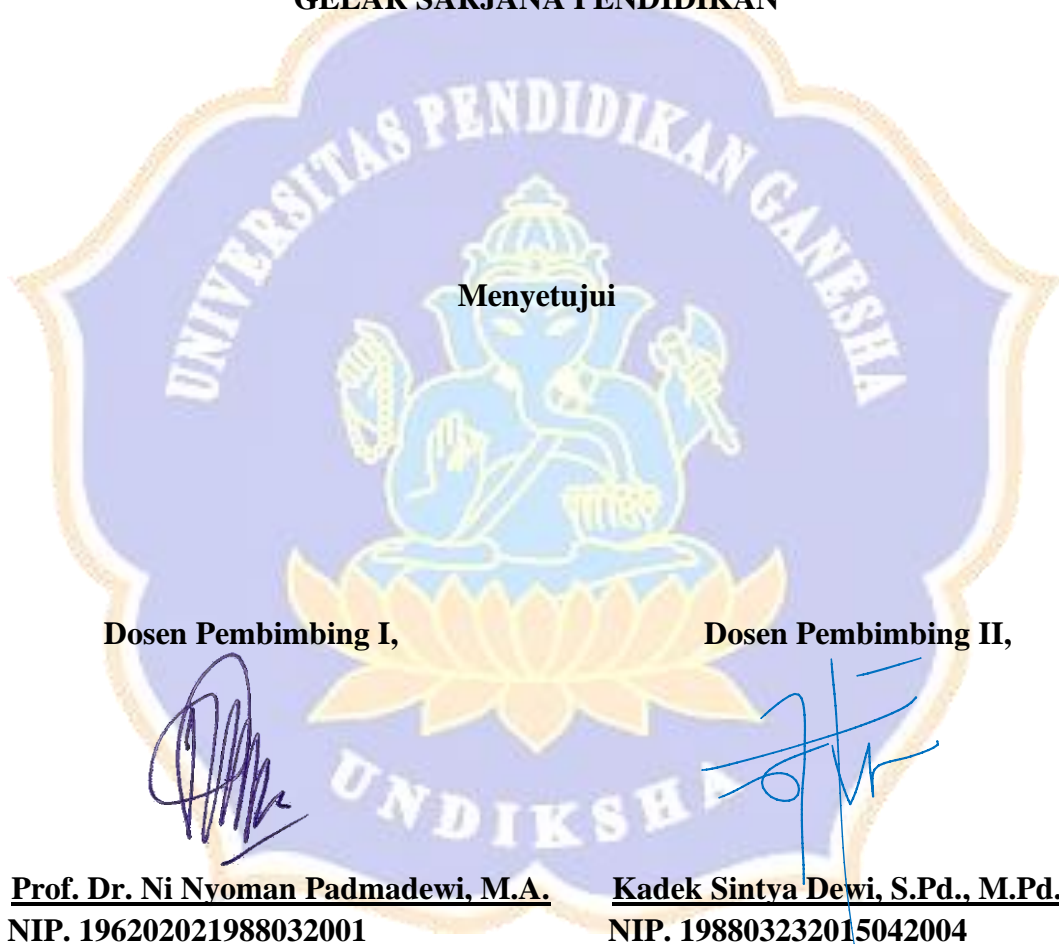 GELAR SARJANA PENDIDIKAN
UNIVERSITAS PENDIDIKAN GANESHA
Menyetujui
Dosen Pembimbing I, Dosen Pembimbing II,
UNDIKSHA
Prof. Dr. Ni Nyoman Padmadewi, M.A. Kadek Sintya Dewi, S.Pd., M.Pd.
NIP. 196202021988032001 NIP. 198803232015042004